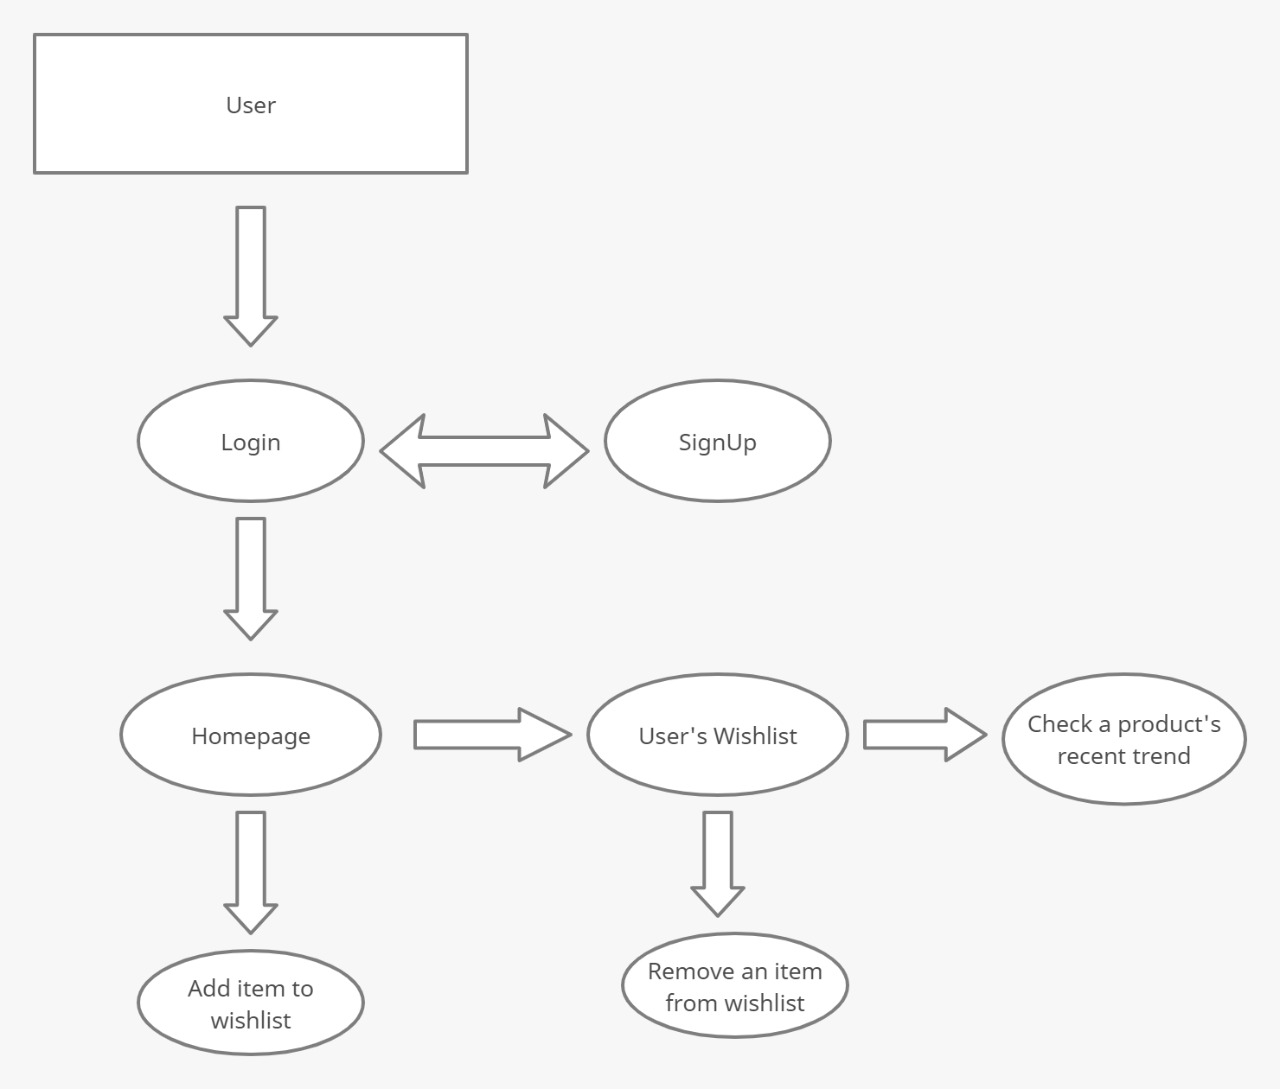 User
Login
SignUp
Homepage
User's Wishlist
Check a product's
recent trend
Add item to
wishlist
Remove an item
from wishlist